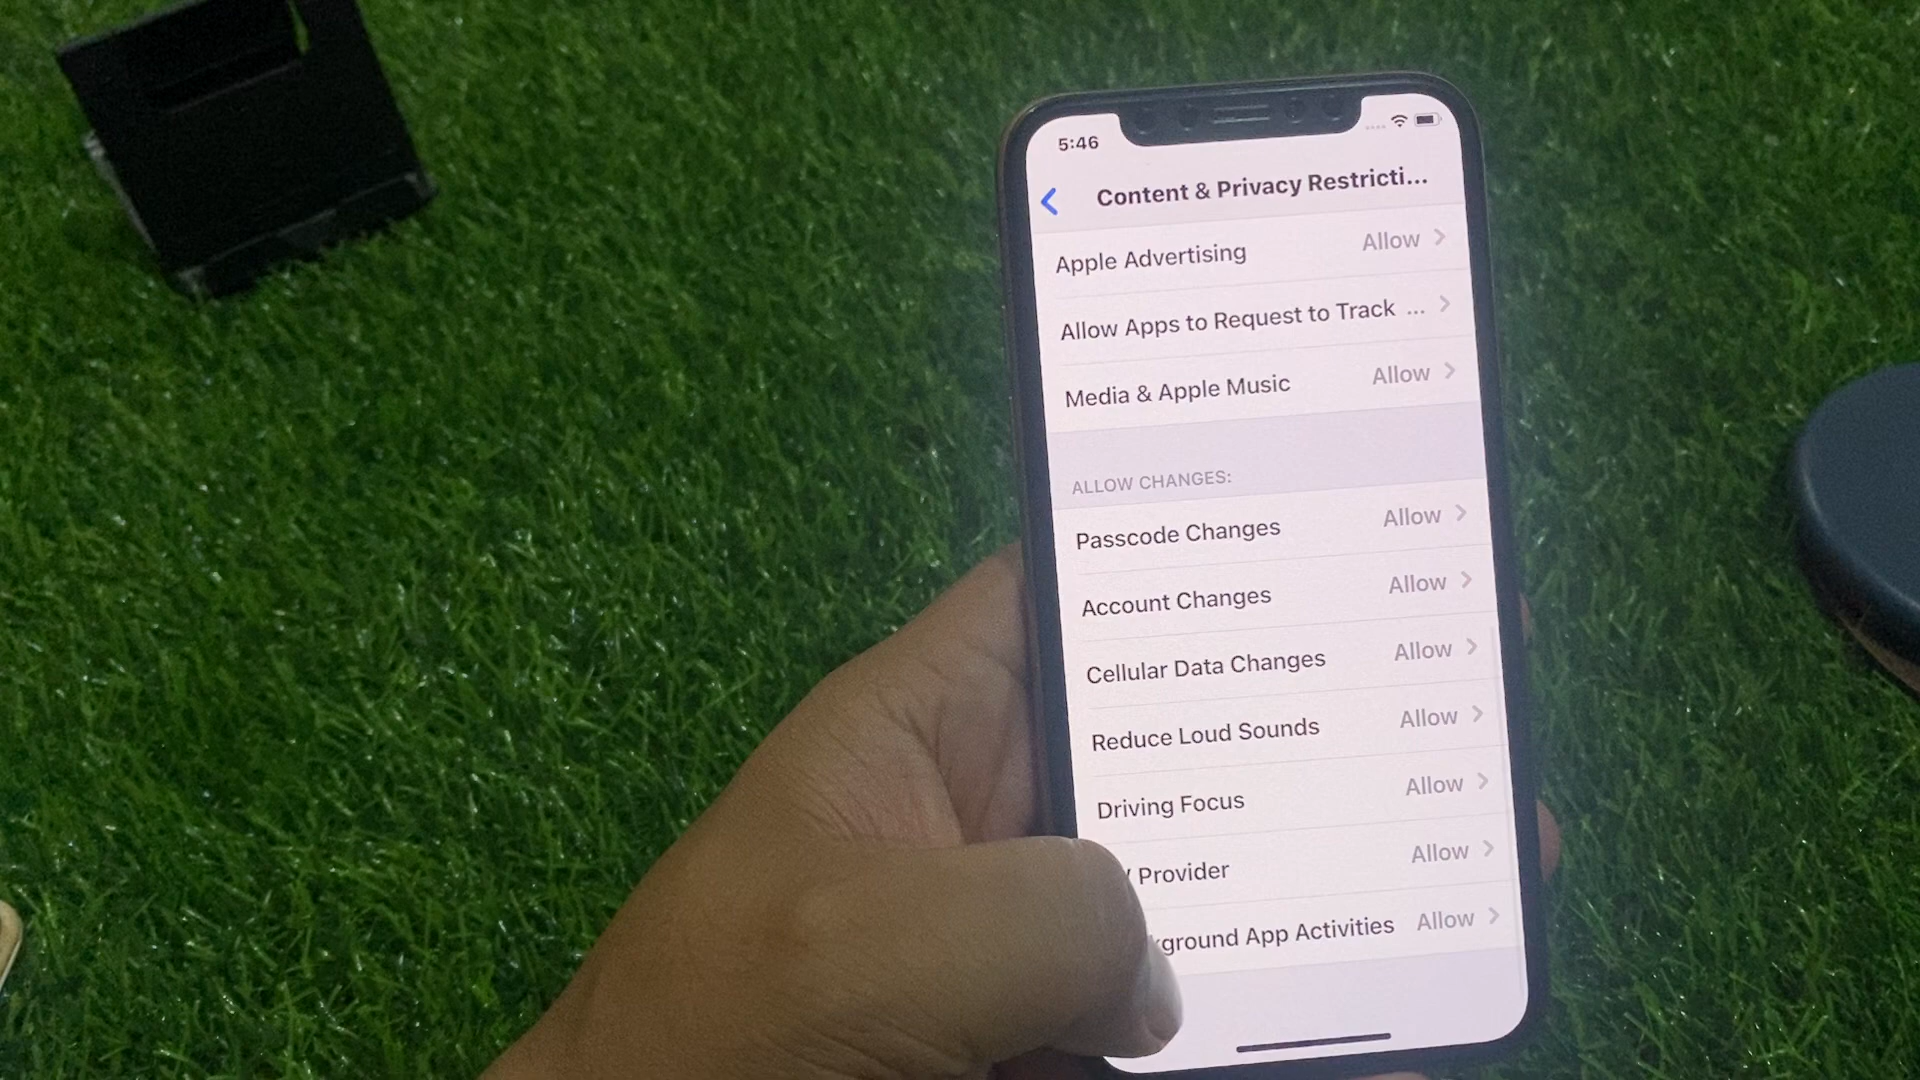 5:46
Content & Privacy Restricti...
Apple Advertising Allow
Allow Apps to Request to Track ...
Media & Apple Music Allow
ALLOW CHANGES:
Passcode Changes Allow
Account Changes Allow
Cellular Data Changes Allow
Reduce Loud Sounds Allow
Driving Focus Allow
Provider Allow
App Activities Allow